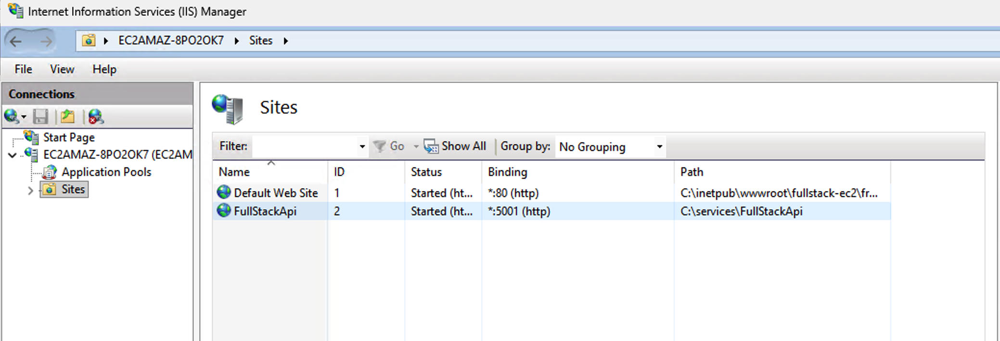 Internet Information Services (IIS) Manager
EC2AMAZ-8PO2OK7 Sites
File View Help
Connections
Start Page
EC2AMAZ-8PO2OK7 (EC2AM
Application Pools
Sites
Sites
Filter: Go Show All Group by: No Grouping
Name ID Status Binding Path
Default Web Site 1 Started (ht... *:80 (http) C:\inetpub\wwwroot\fullstack-ec2\fr...
FullStackApi 2 Started (ht... *:5001 (http) C:\services\FullStackApi